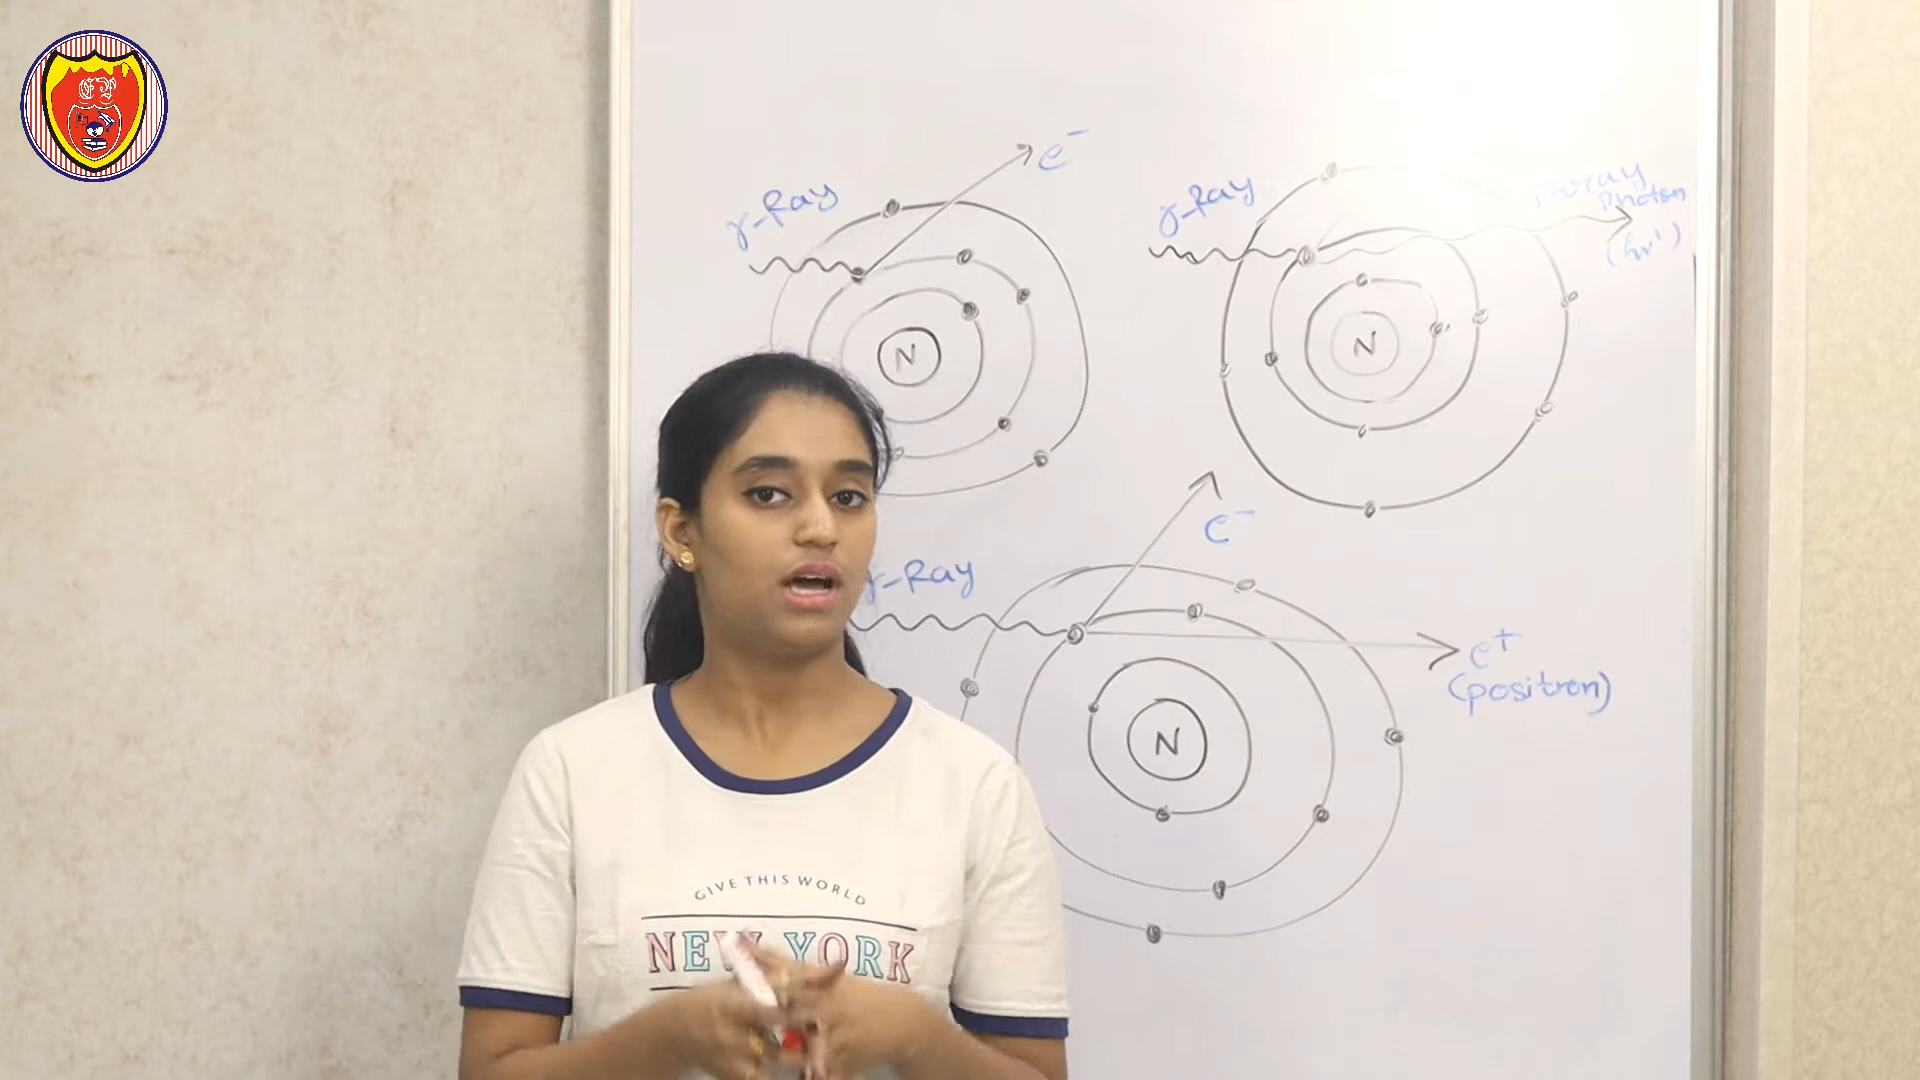 γ-Ray
e⁻
N
γ-Ray
Photon
(hν')
N
γ-Ray
e⁻
e⁺
(positron)
N
GIVE THIS WORLD
NEW YORK